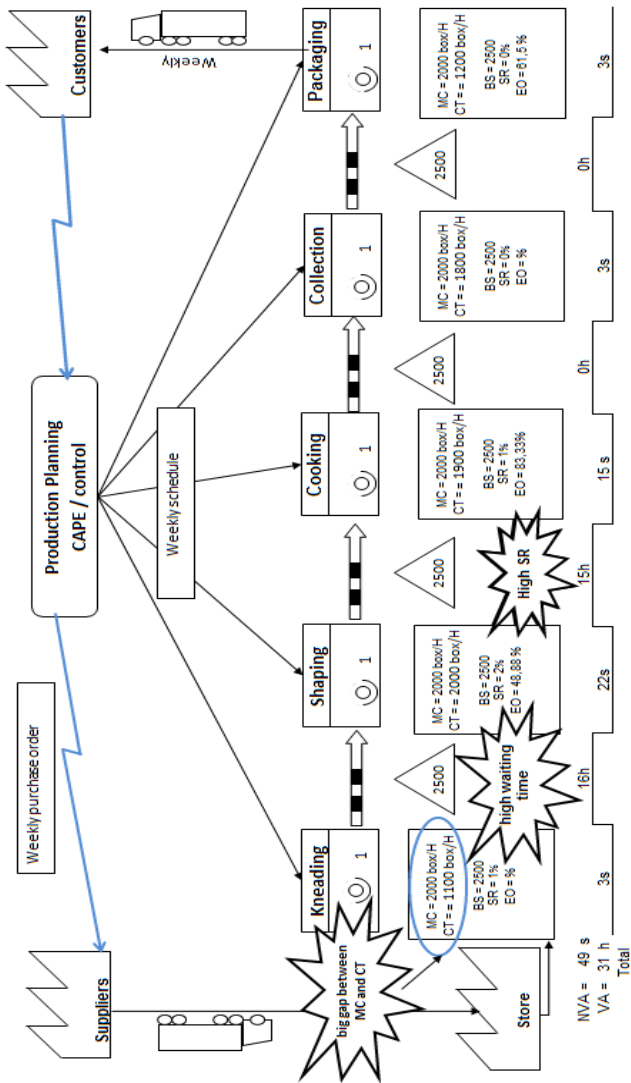 Suppliers
Weekly purchase order
Production Planning
CAPE / control
Customers
Weekly
Weekly schedule
Kneading
1
Shaping
1
Cooking
1
Collection
1
Packaging
1
big gap between
MC and CT
Store
MC = 2000 box/H
CT = = 1100 box/H
BS = 2500
SR = 1%
EO = %
2500
high waiting
time
MC = 2000 box/H
CT = = 2000 box/H
BS = 2500
SR = 2%
EO = 48,88 %
2500
High SR
MC = 2000 box/H
CT = = 1900 box/H
BS = 2500
SR = 1%
EO = 83,33%
2500
MC = 2000 box/H
CT = = 1800 box/H
BS = 2500
SR = 0%
EO = %
2500
MC = 2000 box/H
CT = = 1200 box/H
BS = 2500
SR = 0%
EO = 61,5 %
3s
16h
22s
15h
15 s
0h
3s
0h
3s
NVA = 49 s
VA = 31 h
Total